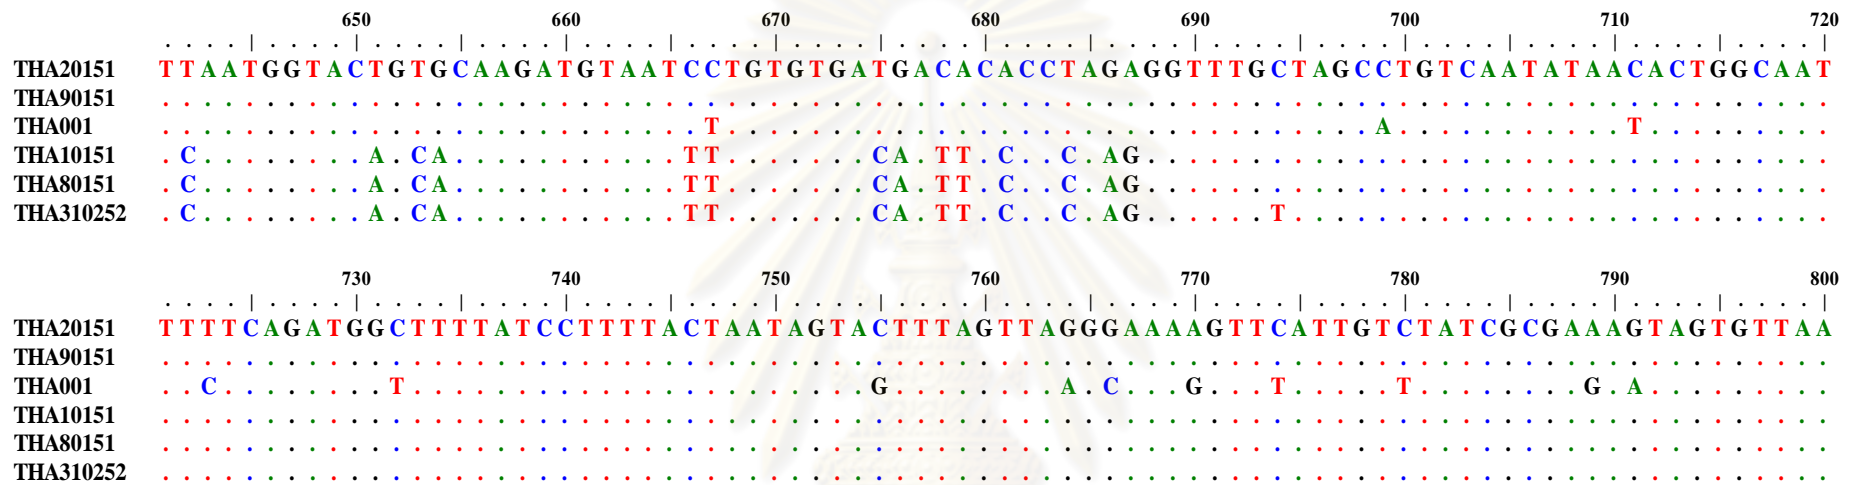 650 660 670 680 690 700 710 720
....|....|....|....|....|....|....|....|....|....|....|....|....|....|....|....|
THA20151 TTAATGGTACTGTGCAAGATGTAATCCTGTGTGATGACACACCTAGAGGTTTGCTAGCCTGTCAATATAACACTGGCAAT
THA90151 ................................................................................
THA001 ..........................T...............................A...........T.........
THA10151 .C........A.CA...........TT.......CA.TT.C..C.AG.................................
THA80151 .C........A.CA...........TT.......CA.TT.C..C.AG.................................
THA310252 .C........A.CA...........TT.......CA.TT.C..C.AG......T..........................
730 740 750 760 770 780 790 800
....|....|....|....|....|....|....|....|....|....|....|....|....|....|....|....|
THA20151 TTTTCAGATGGCTTTTATCCTTTTACTAATAGTACTTTAGTTAGGGAAAAGTTCATTGTCTATCGCGAAAGTAGTGTTAA
THA90151 ................................................................................
THA001 ..C........T......................G........A.C...G...T.....T........G.A.........
THA10151 ................................................................................
THA80151 ................................................................................
THA310252 ................................................................................